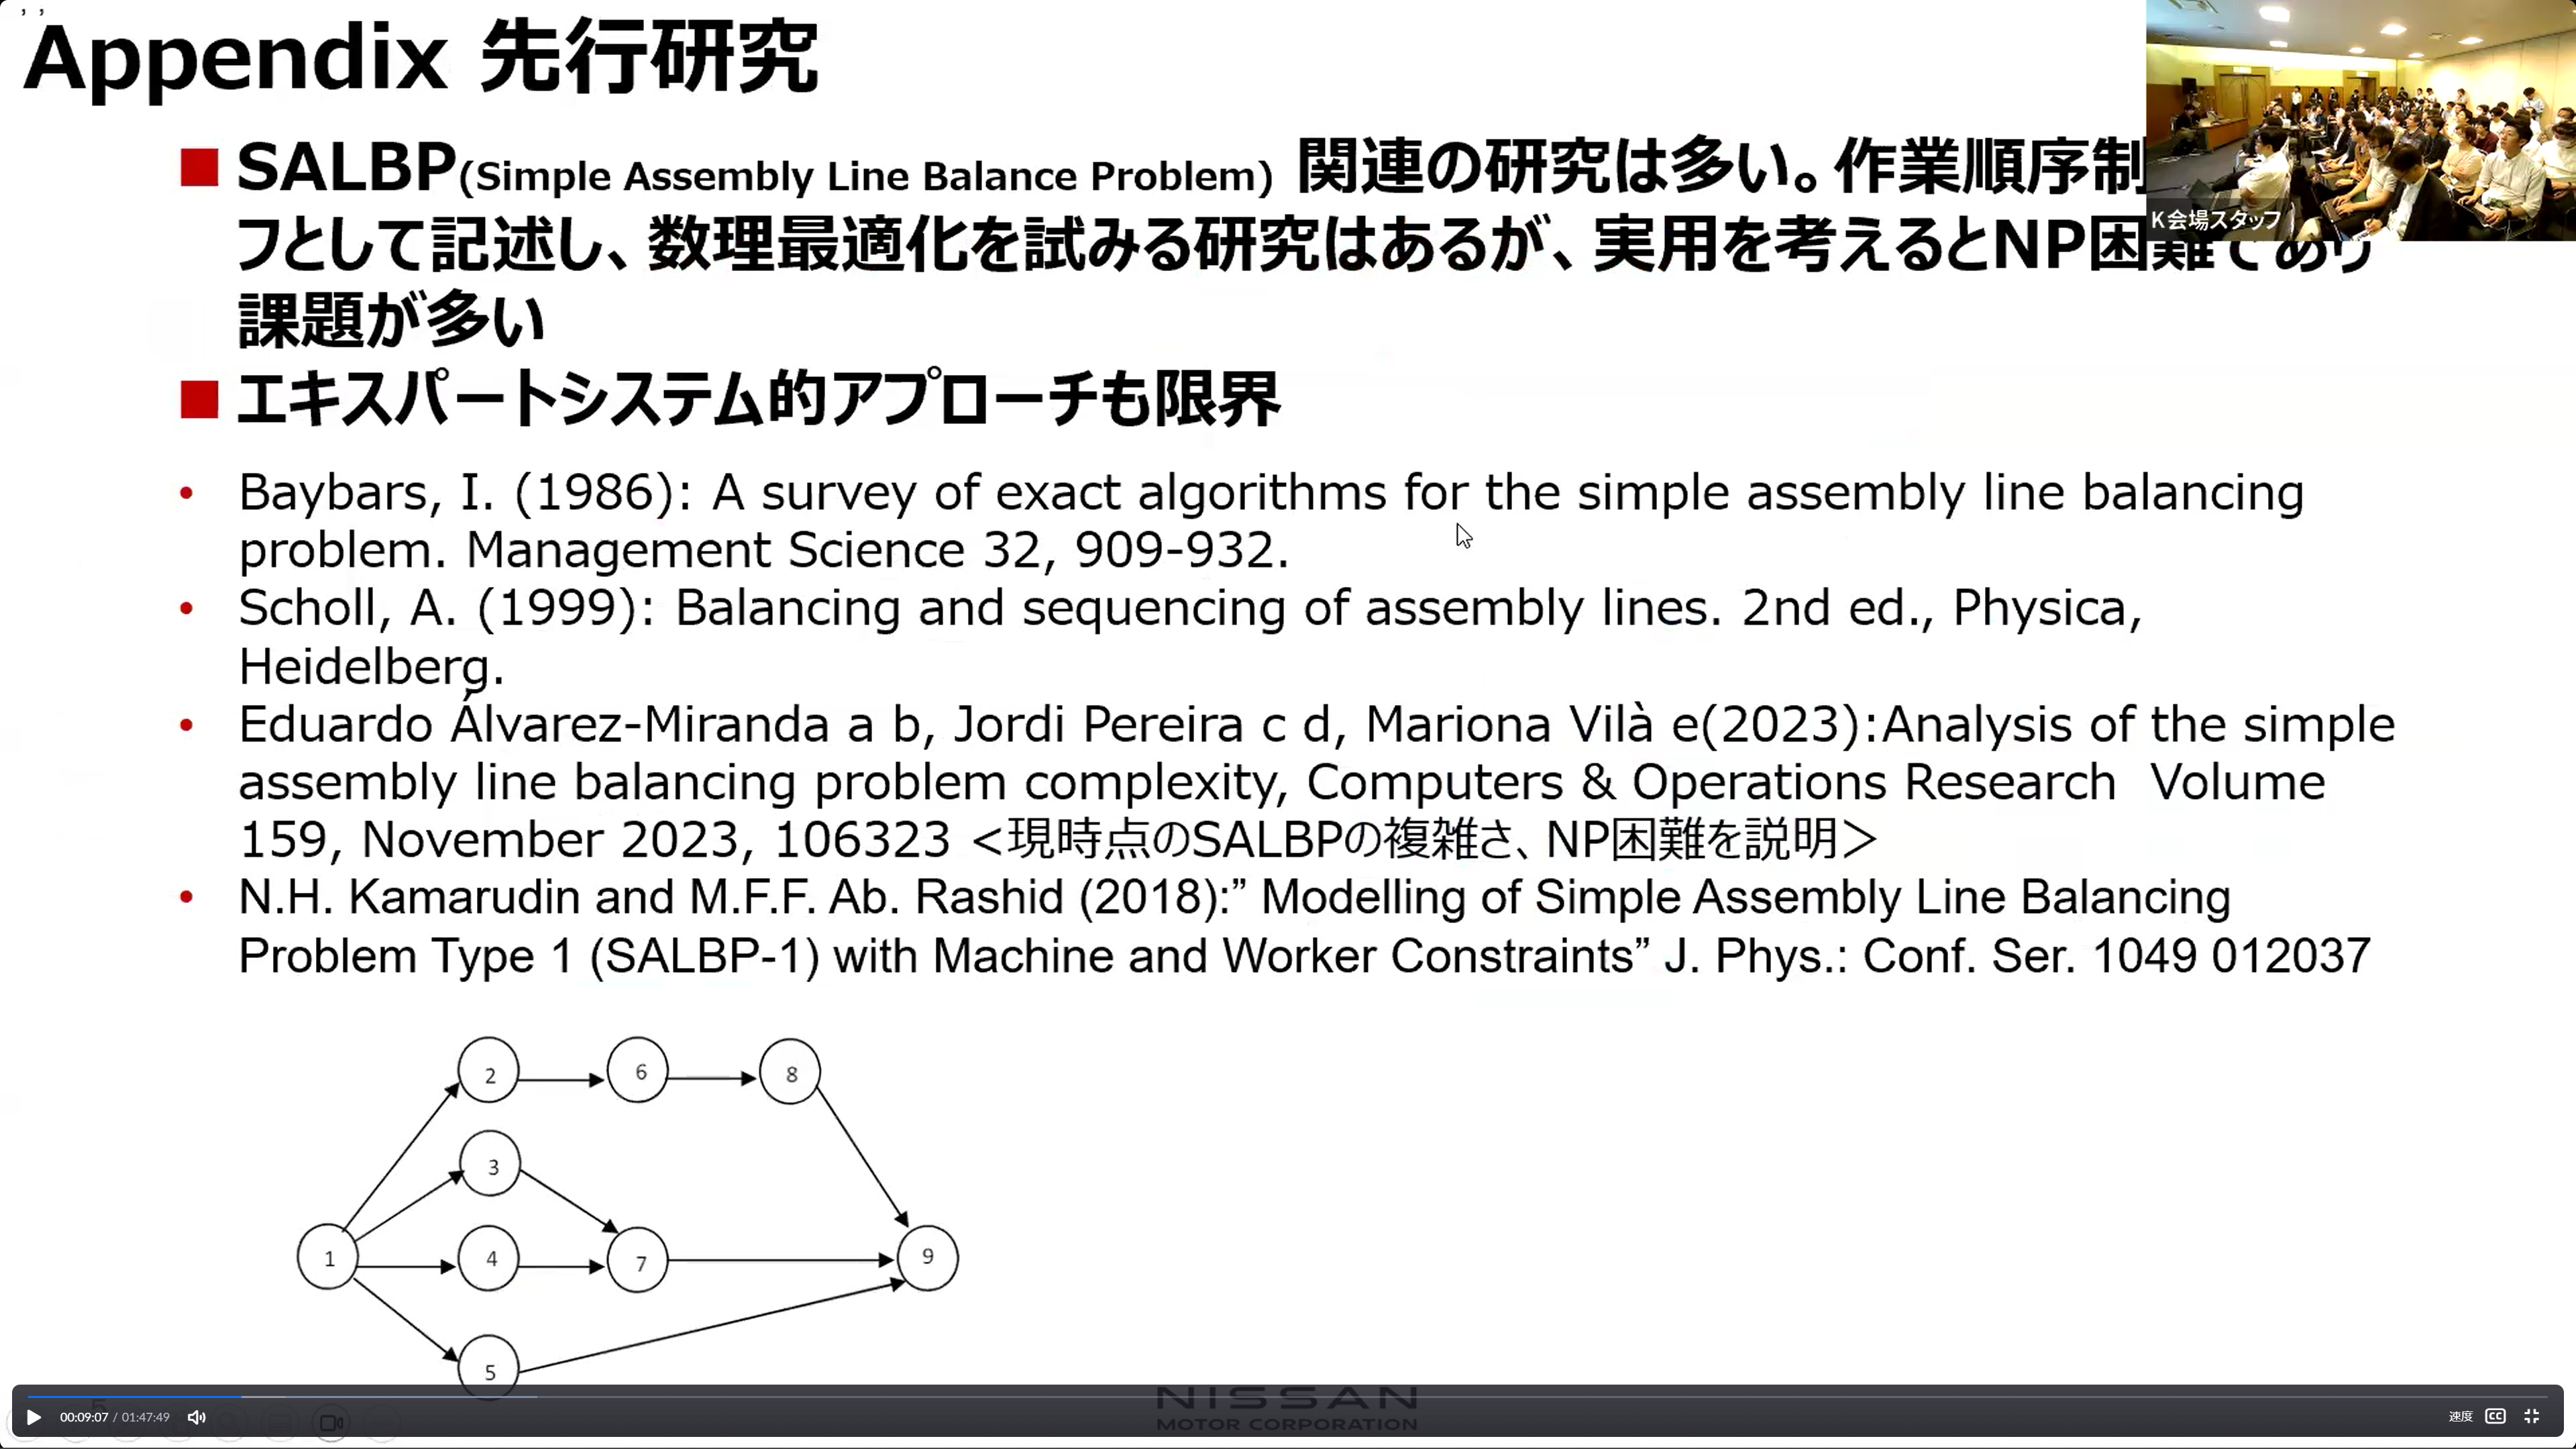 Appendix 先行研究
K会場スタッフ
SALBP(Simple Assembly Line Balance Problem) 関連の研究は多い。作業順序制
フとして記述し、数理最適化を試みる研究はあるが、実用を考えるとNP困難であり
課題が多い
エキスパートシステム的アプローチも限界
• Baybars, I. (1986): A survey of exact algorithms for the simple assembly line balancing
problem. Management Science 32, 909-932.
• Scholl, A. (1999): Balancing and sequencing of assembly lines. 2nd ed., Physica,
Heidelberg.
• Eduardo Álvarez-Miranda a b, Jordi Pereira c d, Mariona Vilà e(2023):Analysis of the simple
assembly line balancing problem complexity, Computers & Operations Research Volume
159, November 2023, 106323 <現時点のSALBPの複雑さ、NP困難を説明>
• N.H. Kamarudin and M.F.F. Ab. Rashid (2018):” Modelling of Simple Assembly Line Balancing
Problem Type 1 (SALBP-1) with Machine and Worker Constraints” J. Phys.: Conf. Ser. 1049 012037
2 6 8
3
1 4 7 9
5
NISSAN
MOTOR CORPORATION
00:09:07 / 01:47:49
速度 CC